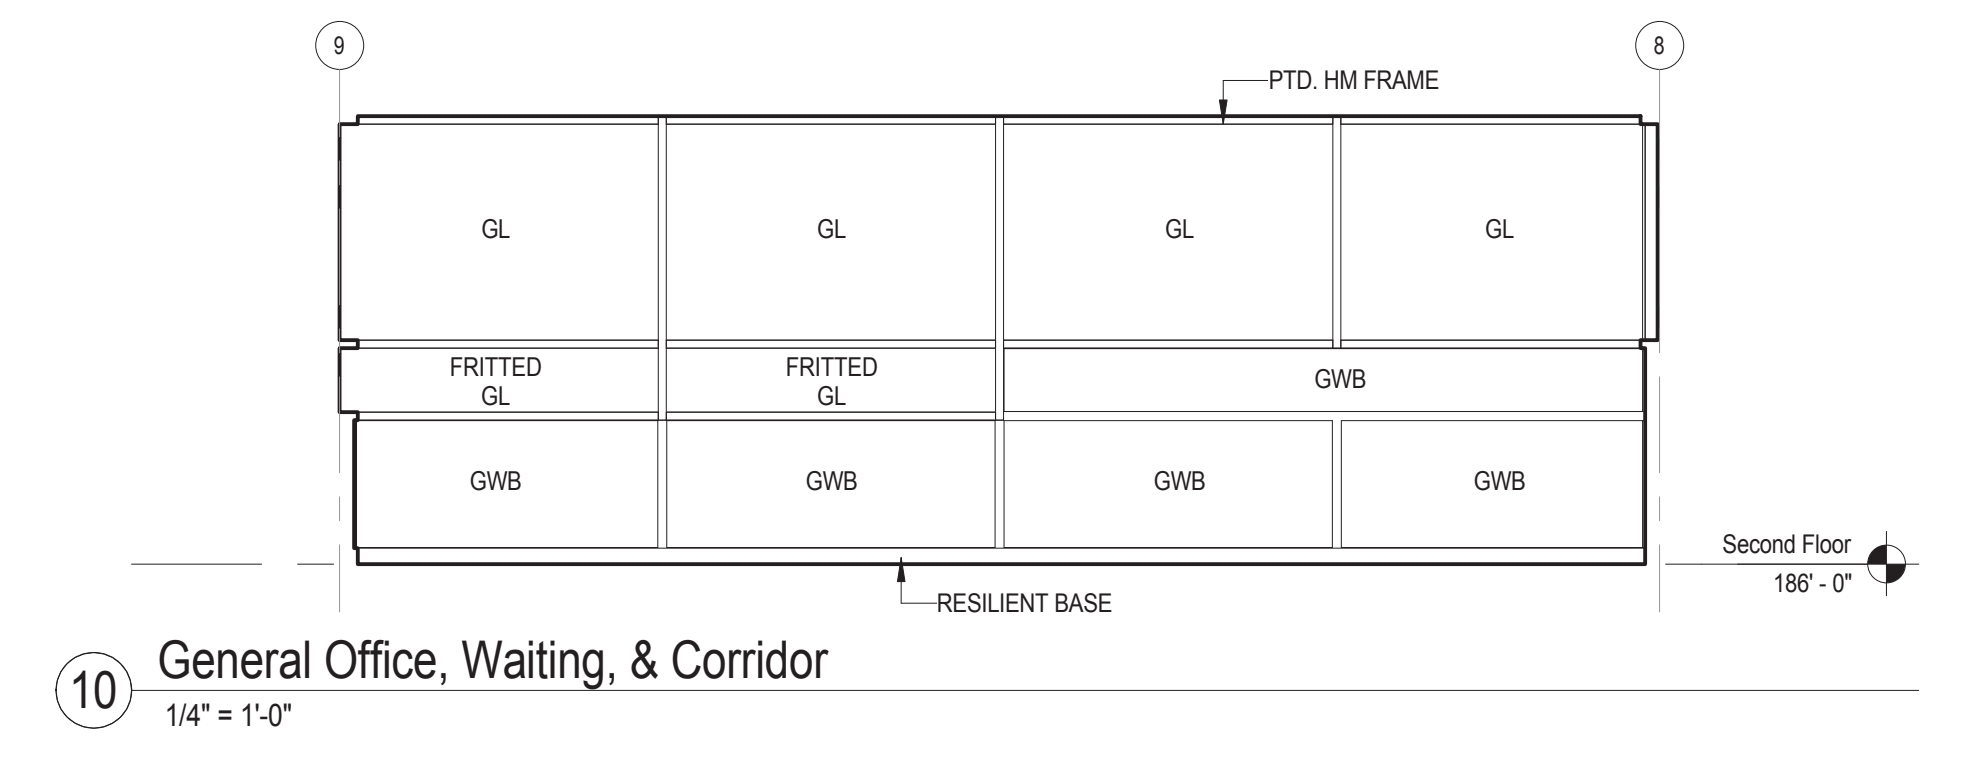 9
8
PTD. HM FRAME
GL
GL
GL
GL
FRITTED
GL
FRITTED
GL
GWB
GWB
GWB
GWB
GWB
Second Floor
186' - 0"
RESILIENT BASE
10
General Office, Waiting, & Corridor
1/4" = 1'-0"